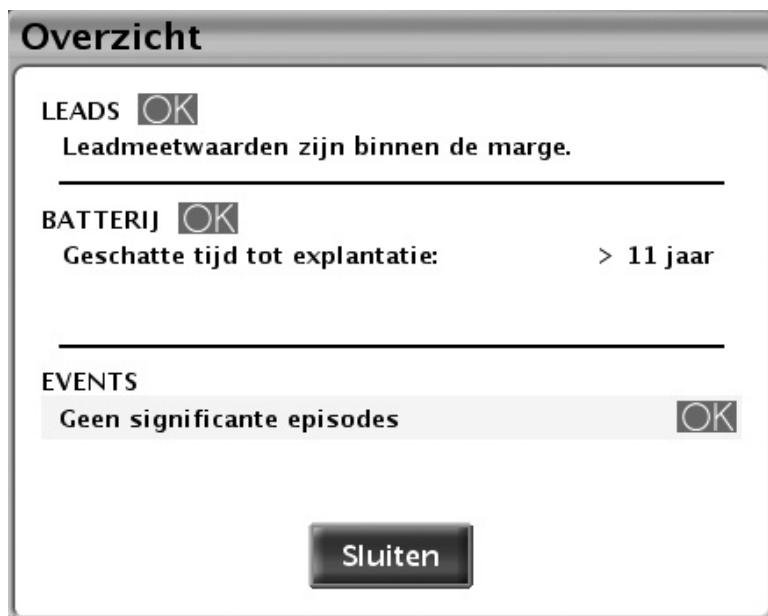 Overzicht
LEADS OK
Leadmeetwaarden zijn binnen de marge.
BATTERIJ OK
Geschatte tijd tot explantatie: > 11 jaar
EVENTS
Geen significante episodes OK
Sluiten